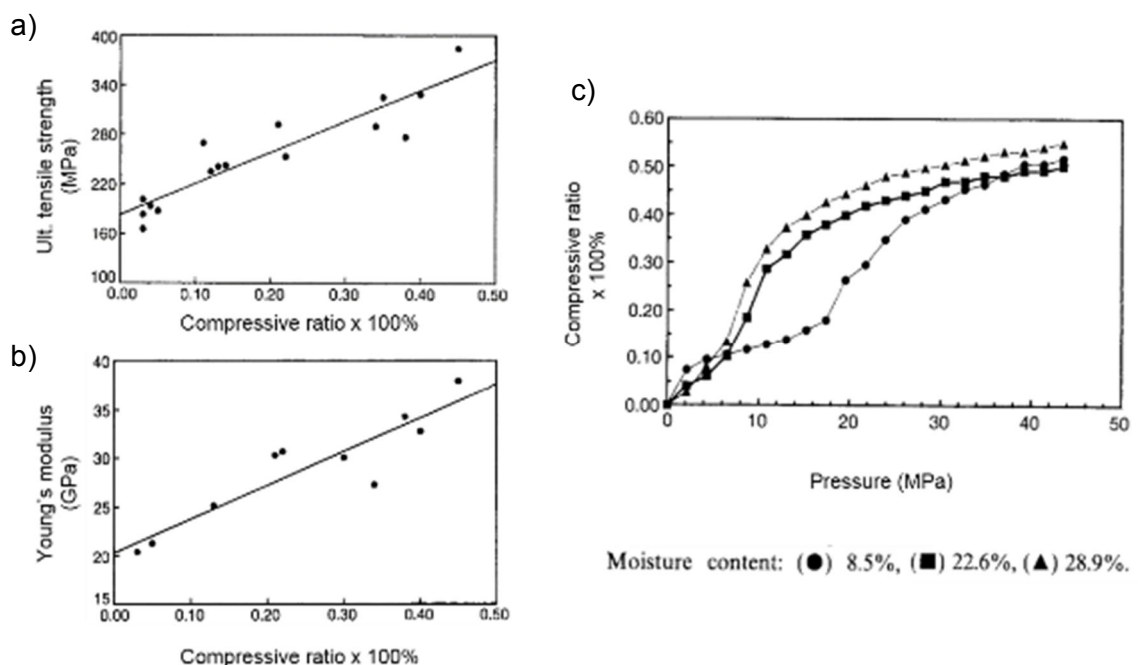 a)
400
340
280
220
160
100
Ult. tensile strength
(MPa)
0.00 0.10 0.20 0.30 0.40 0.50
Compressive ratio x 100%
b)
40
35
30
25
20
15
Young's modulus
(GPa)
0.00 0.10 0.20 0.30 0.40 0.50
Compressive ratio x 100%
c)
0.60
0.50
0.40
0.30
0.20
0.10
0.00
Compressive ratio
x 100%
0 10 20 30 40 50
Pressure (MPa)
Moisture content: (●) 8.5%, (■) 22.6%, (▲) 28.9%.